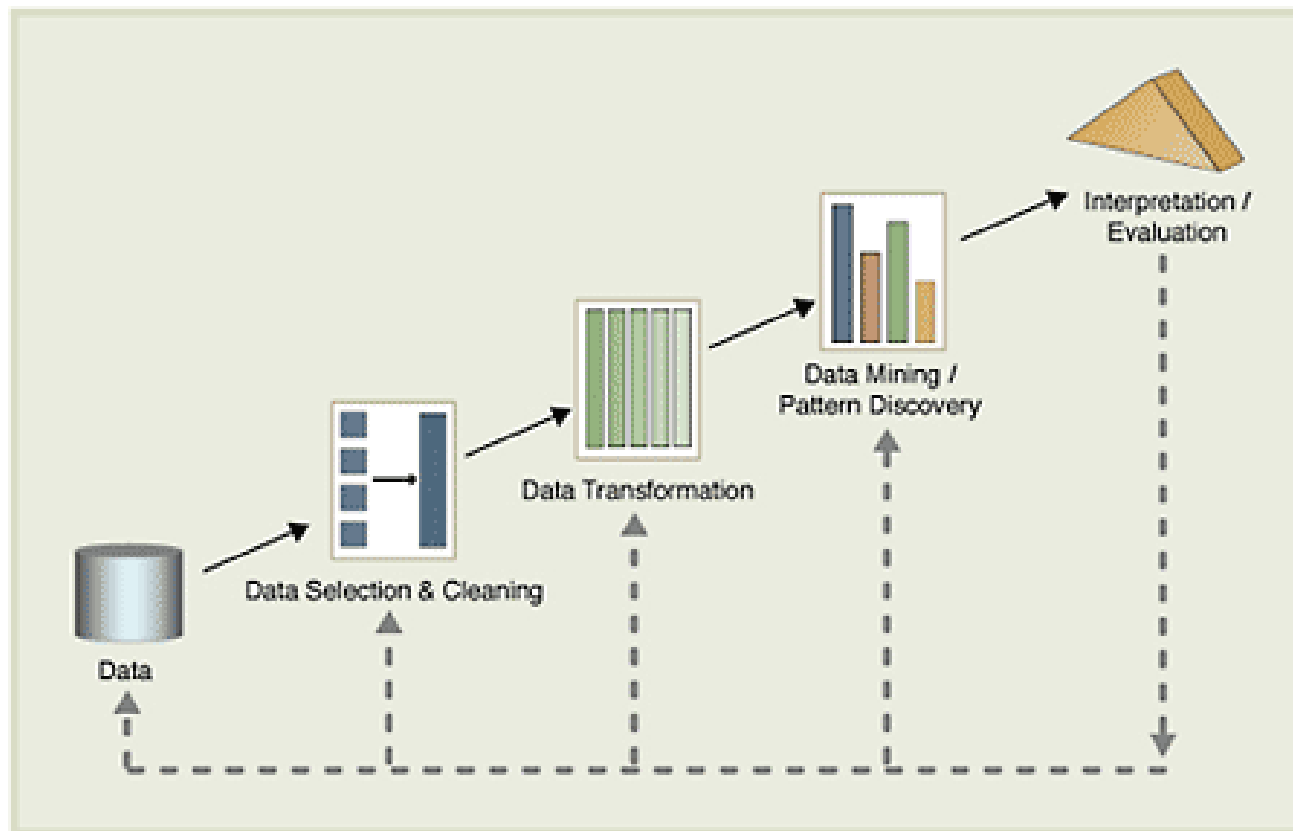 Interpretation /
Evaluation
Data Mining /
Pattern Discovery
Data Transformation
Data Selection & Cleaning
Data